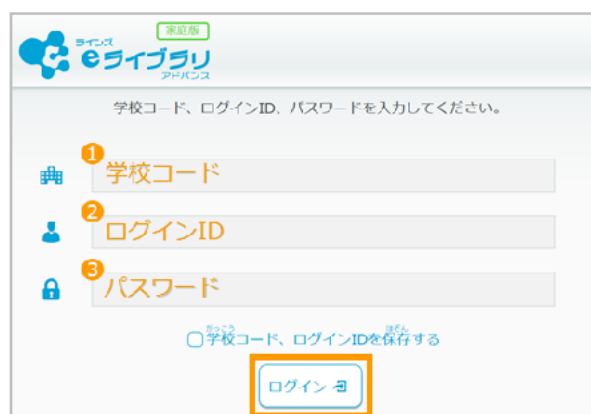 家庭版
ラインズ
eライブラリ
アドバンス
学校コード、ログインID、パスワードを入力してください。
1
学校コード
2
ログインID
3
パスワード
がっこう ほぞん
学校コード、ログインIDを保存する
ログイン